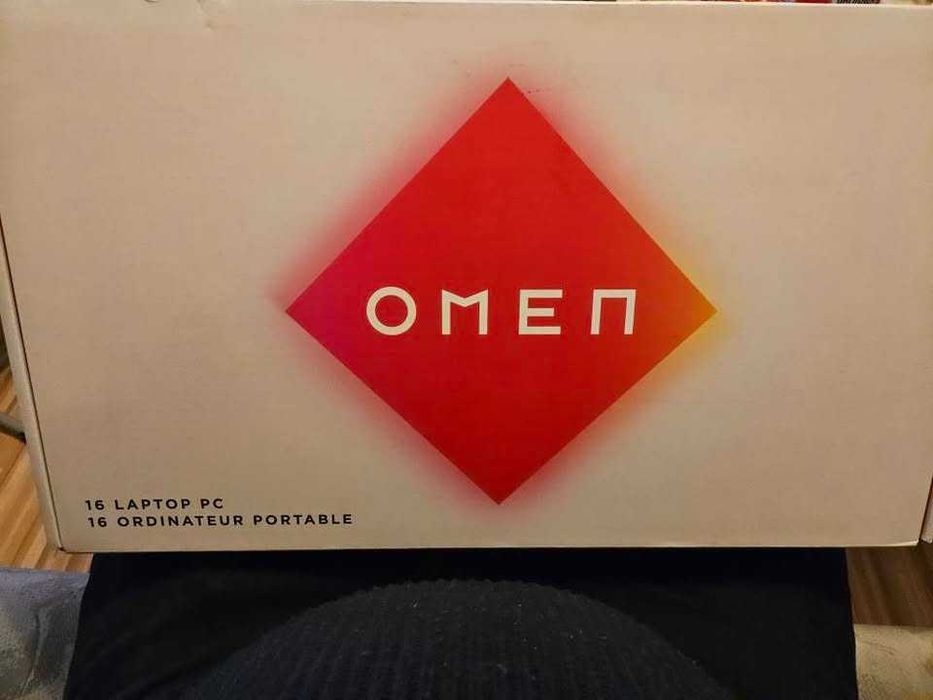 OMEN
16 LAPTOP PC
16 ORDINATEUR PORTABLE